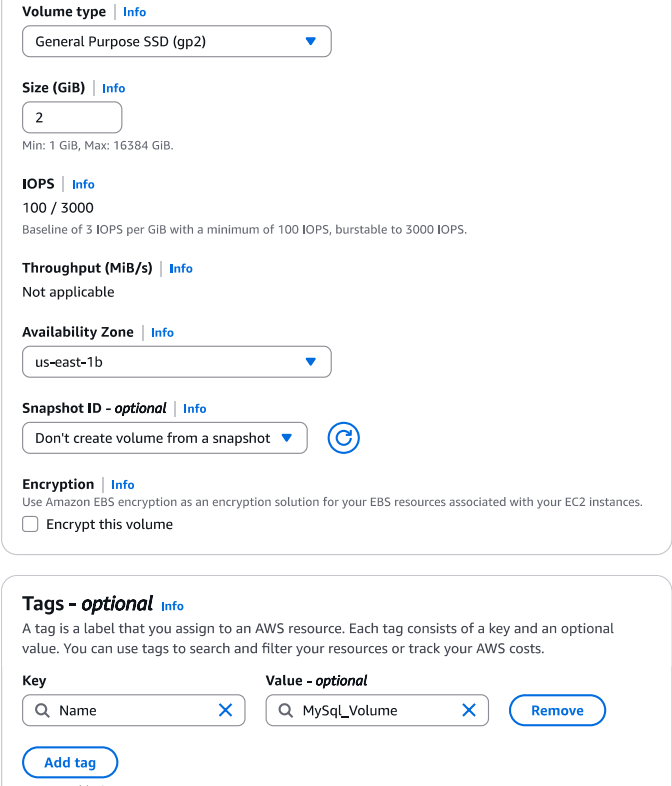 Volume type | Info
General Purpose SSD (gp2)
Size (GiB) | Info
2
Min: 1 GiB, Max: 16384 GiB.
IOPS | Info
100 / 3000
Baseline of 3 IOPS per GiB with a minimum of 100 IOPS, burstable to 3000 IOPS.
Throughput (MiB/s) | Info
Not applicable
Availability Zone | Info
us-east-1b
Snapshot ID - optional | Info
Don't create volume from a snapshot
Encryption | Info
Use Amazon EBS encryption as an encryption solution for your EBS resources associated with your EC2 instances.
Encrypt this volume
Tags - optional Info
A tag is a label that you assign to an AWS resource. Each tag consists of a key and an optional
value. You can use tags to search and filter your resources or track your AWS costs.
Key Value - optional
Name MySql_Volume Remove
Add tag